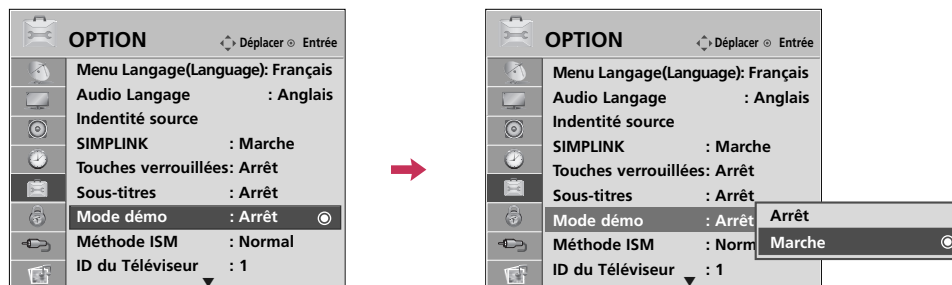 OPTION
Déplacer Entrée
Menu Langage(Language): Français
Audio Langage : Anglais
Indentité source
SIMPLINK : Marche
Touches verrouillées: Arrêt
Sous-titres : Arrêt
Mode démo : Arrêt
Méthode ISM : Normal
ID du Téléviseur : 1
OPTION
Déplacer Entrée
Menu Langage(Language): Français
Audio Langage : Anglais
Indentité source
SIMPLINK : Marche
Touches verrouillées: Arrêt
Sous-titres : Arrêt
Mode démo : Arrêt
Méthode ISM : Norm
ID du Téléviseur : 1
Arrêt
Marche